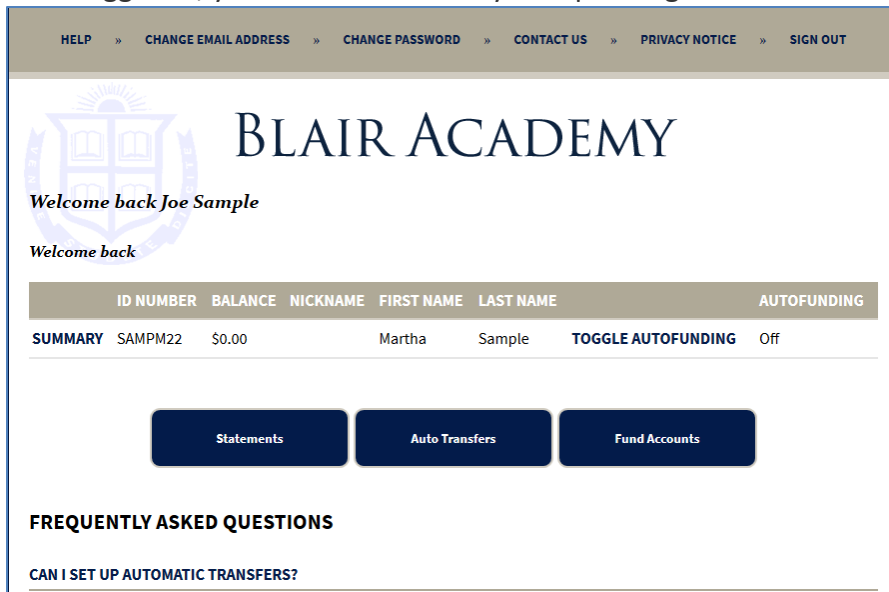 HELP » CHANGE EMAIL ADDRESS » CHANGE PASSWORD » CONTACT US » PRIVACY NOTICE » SIGN OUT
BLAIR ACADEMY
Welcome back Joe Sample
Welcome back
ID NUMBER BALANCE NICKNAME FIRST NAME LAST NAME AUTOFUNDING
SUMMARY SAMPM22 $0.00 Martha Sample TOGGLE AUTOFUNDING Off
Statements Auto Transfers Fund Accounts
FREQUENTLY ASKED QUESTIONS
CAN I SET UP AUTOMATIC TRANSFERS?